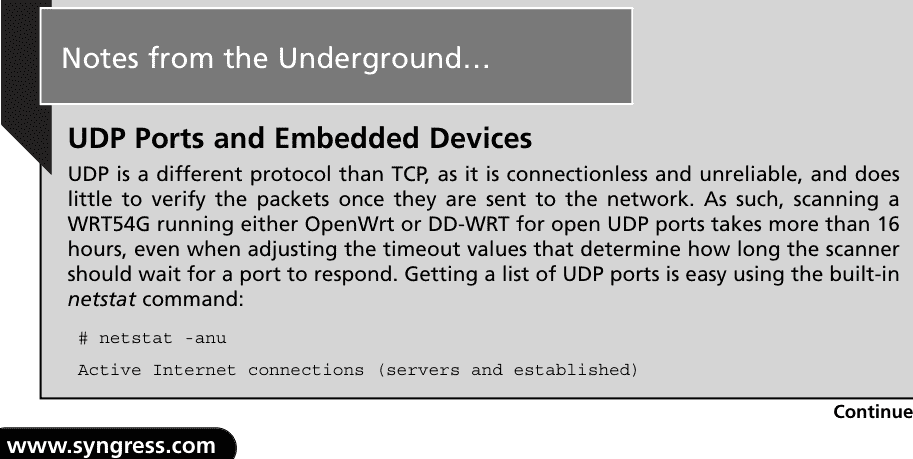 Notes from the Underground…
UDP Ports and Embedded Devices
UDP is a different protocol than TCP, as it is connectionless and unreliable, and does
little to verify the packets once they are sent to the network. As such, scanning a
WRT54G running either OpenWrt or DD-WRT for open UDP ports takes more than 16
hours, even when adjusting the timeout values that determine how long the scanner
should wait for a port to respond. Getting a list of UDP ports is easy using the built-in
netstat command:
# netstat -anu
Active Internet connections (servers and established)
Continue
www.syngress.com